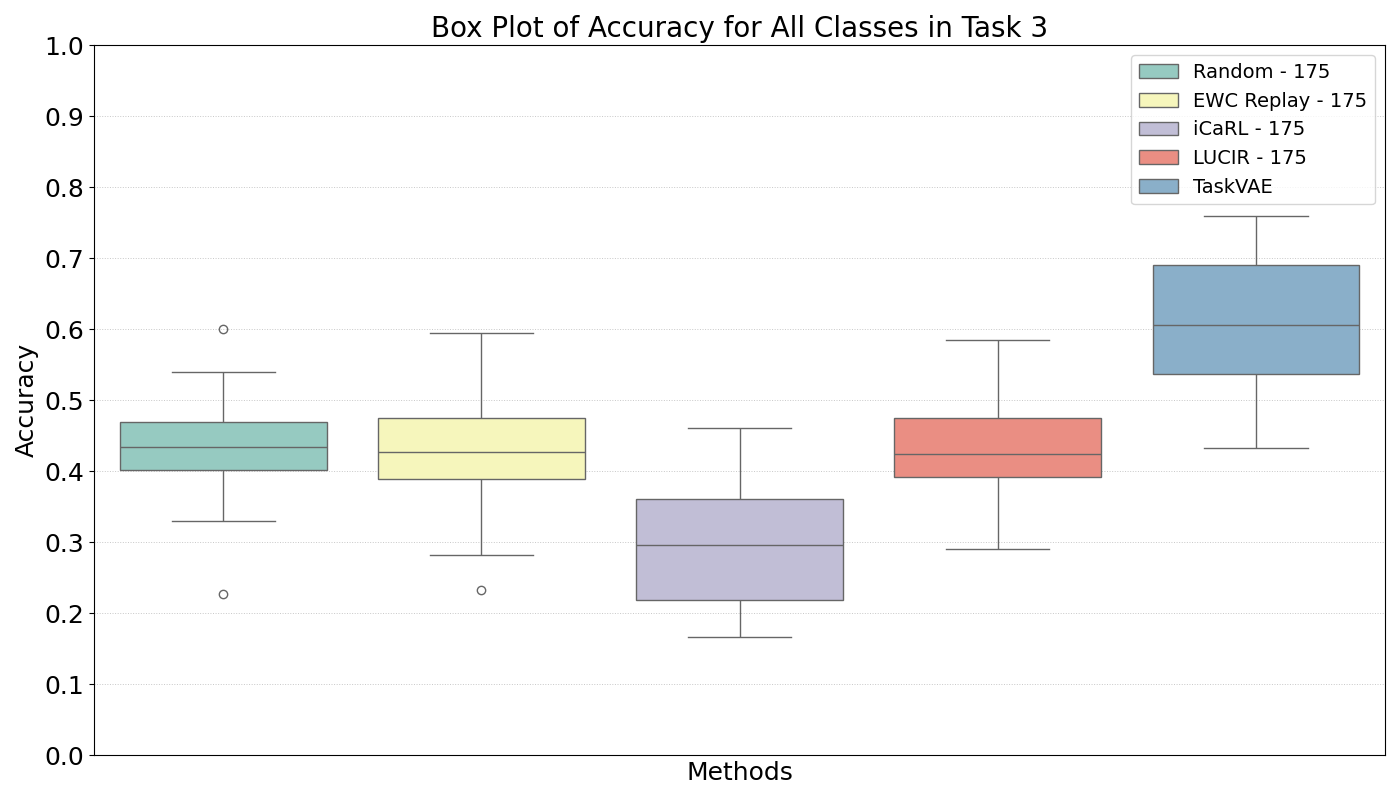 Box Plot of Accuracy for All Classes in Task 3
1.0
0.9
0.8
0.7
0.6
0.5
0.4
0.3
0.2
0.1
0.0
Accuracy
Methods
Random - 175
EWC Replay - 175
iCaRL - 175
LUCIR - 175
TaskVAE